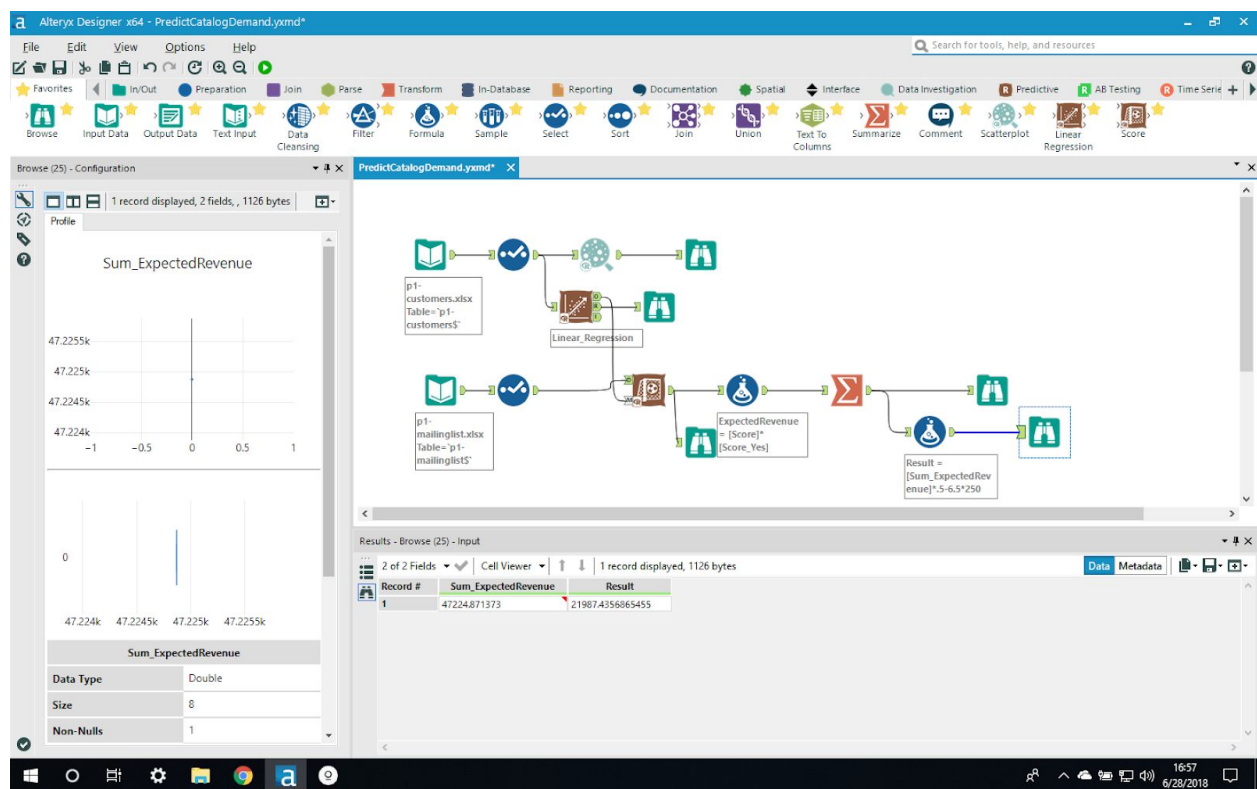 Alteryx Designer x64 - PredictCatalogDemand.yxmd*
File Edit View Options Help
Search for tools, help, and resources
Favorites In/Out Preparation Join Parse Transform In-Database Reporting Documentation Spatial Interface Data Investigation Predictive AB Testing Time Serie
Browse Input Data Output Data Text Input Data Cleansing Filter Formula Sample Select Sort Join Union Text To Columns Summarize Comment Scatterplot Linear Regression Score
Browse (25) - Configuration
1 record displayed, 2 fields, , 1126 bytes
Profile
Sum_ExpectedRevenue
47.2255k
47.225k
47.2245k
47.224k
−1 −0.5 0 0.5 1
0
47.224k 47.2245k 47.225k 47.2255k
Sum_ExpectedRevenue
Data Type Double
Size 8
Non-Nulls 1
PredictCatalogDemand.yxmd*
p1-
customers.xlsx
Table=`p1-
customers$`
Linear_Regression
p1-
mailinglist.xlsx
Table=`p1-
mailinglist$`
ExpectedRevenue
= [Score]*
[Score_Yes]
Result =
[Sum_ExpectedRev
enue]*.5-6.5*250
Results - Browse (25) - Input
2 of 2 Fields Cell Viewer 1 record displayed, 1126 bytes Data Metadata
Record # Sum_ExpectedRevenue Result
1 47224.871373 21987.4356865455
16:57
6/28/2018